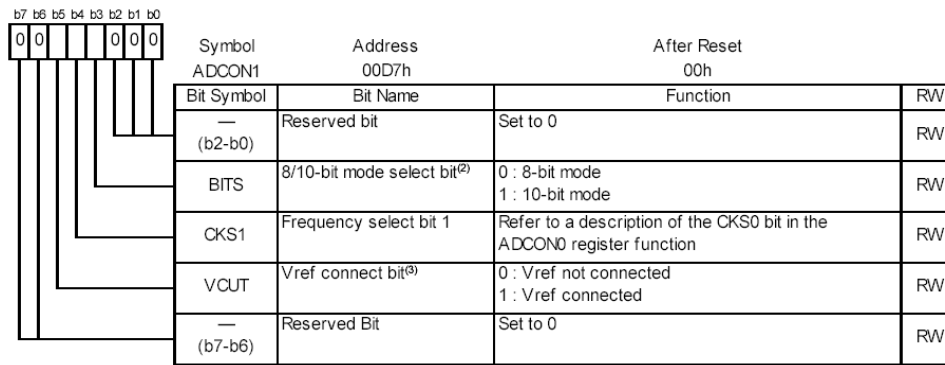 b7 b6 b5 b4 b3 b2 b1 b0
0 0 0 0 0
Symbol Address After Reset
ADCON1 00D7h 00h
Bit Symbol Bit Name Function RW
— Reserved bit Set to 0 RW
(b2-b0)
BITS 8/10-bit mode select bit(2) 0 : 8-bit mode RW
1 : 10-bit mode
CKS1 Frequency select bit 1 Refer to a description of the CKS0 bit in the RW
ADCON0 register function
VCUT Vref connect bit(3) 0 : Vref not connected RW
1 : Vref connected
— Reserved Bit Set to 0 RW
(b7-b6)